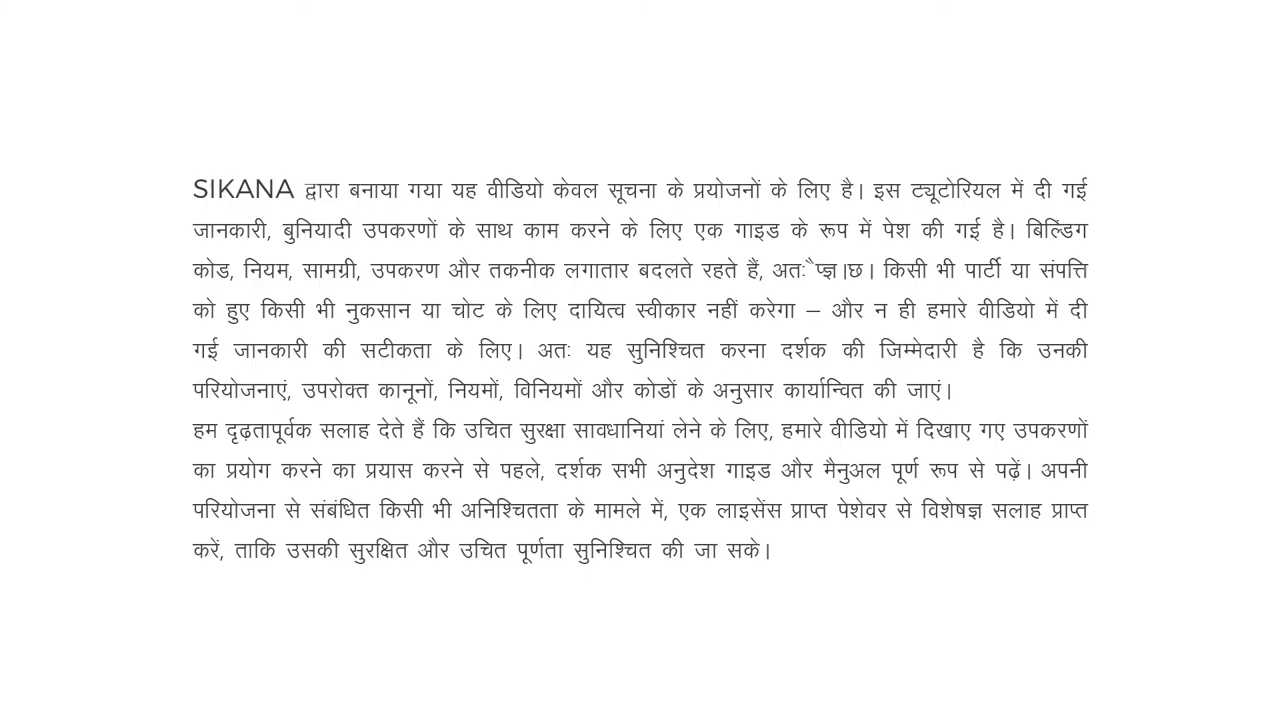 SIKANA द्वारा बनाया गया यह वीडियो केवल सूचना के प्रयोजनों के लिए है। इस ट्यूटोरियल में दी गई
जानकारी, बुनियादी उपकरणों के साथ काम करने के लिए एक गाइड के रूप में पेश की गई है। बिल्डिंग
कोड, नियम, सामग्री, उपकरण और तकनीक लगातार बदलते रहते हैं, अतः ैप्ज्ञ।छ। किसी भी पार्टी या संपत्ति
को हुए किसी भी नुकसान या चोट के लिए दायित्व स्वीकार नहीं करेगा – और न ही हमारे वीडियो में दी
गई जानकारी की सटीकता के लिए। अतः यह सुनिश्चित करना दर्शक की जिम्मेदारी है कि उनकी
परियोजनाएं, उपरोक्त कानूनों, नियमों, विनियमों और कोडों के अनुसार कार्यान्वित की जाएं।
हम दृढ़तापूर्वक सलाह देते हैं कि उचित सुरक्षा सावधानियां लेने के लिए, हमारे वीडियो में दिखाए गए उपकरणों
का प्रयोग करने का प्रयास करने से पहले, दर्शक सभी अनुदेश गाइड और मैनुअल पूर्ण रूप से पढ़ें। अपनी
परियोजना से संबंधित किसी भी अनिश्चितता के मामले में, एक लाइसेंस प्राप्त पेशेवर से विशेषज्ञ सलाह प्राप्त
करें, ताकि उसकी सुरक्षित और उचित पूर्णता सुनिश्चित की जा सके।